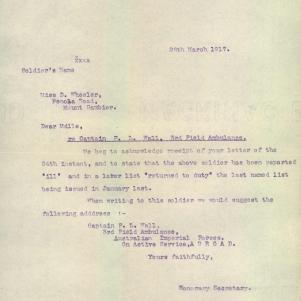 28th March 1917.
Soldier's Name
Miss D. Wheeler,
Penola Road,
Mount Gambier.
Dear Madam,
re Captain F. L. Wall, 3rd Field Ambulance.
We beg to acknowledge receipt of your letter of the
24th instant, and to state that the above soldier has been reported
"ill" and in a later list "returned to duty" the last named list
being issued in January last.
When writing to this soldier we would suggest the
following adddress :-
Captain F. L. Wall,
3rd Field Ambulance,
Australian Imperial Forces.
On Active Service, A B R O A D.
Yours faithfully,
Honorary Secretary.